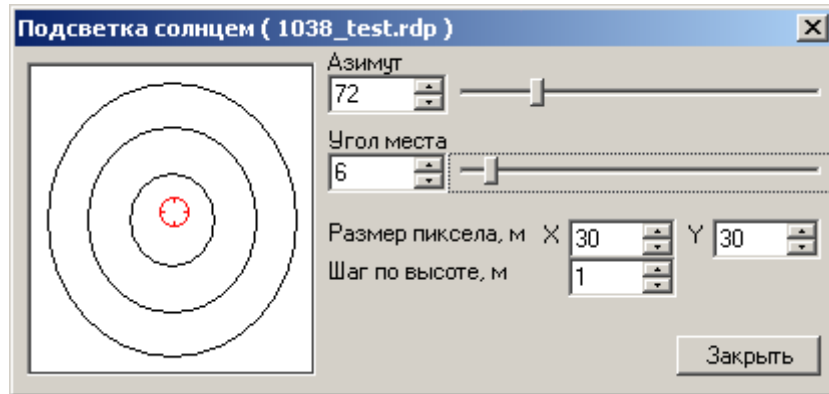 Подсветка солнцем ( 1038_test.rdp )
Азимут
72
Угол места
6
Размер пиксела, м X 30 Y 30
Шаг по высоте, м 1
Закрыть